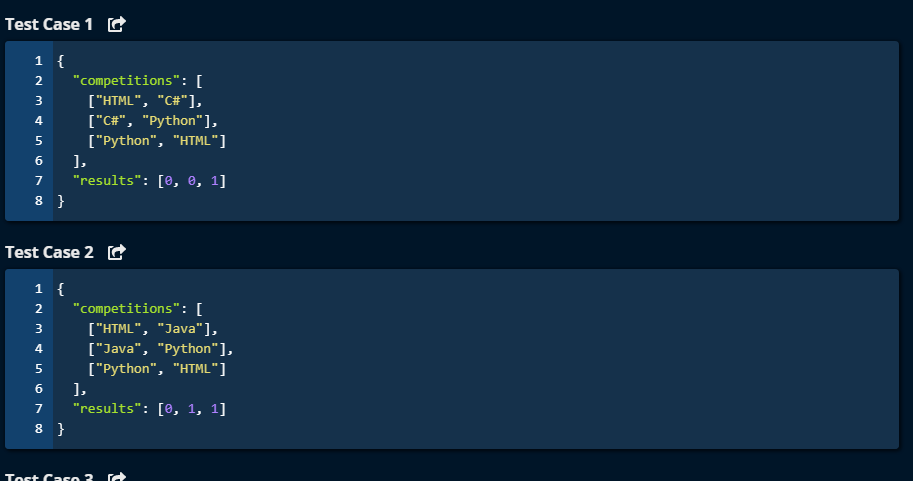 Test Case 1
1 {
2   "competitions": [
3     ["HTML", "C#"],
4     ["C#", "Python"],
5     ["Python", "HTML"]
6   ],
7   "results": [0, 0, 1]
8 }
Test Case 2
1 {
2   "competitions": [
3     ["HTML", "Java"],
4     ["Java", "Python"],
5     ["Python", "HTML"]
6   ],
7   "results": [0, 1, 1]
8 }
Test Case 3